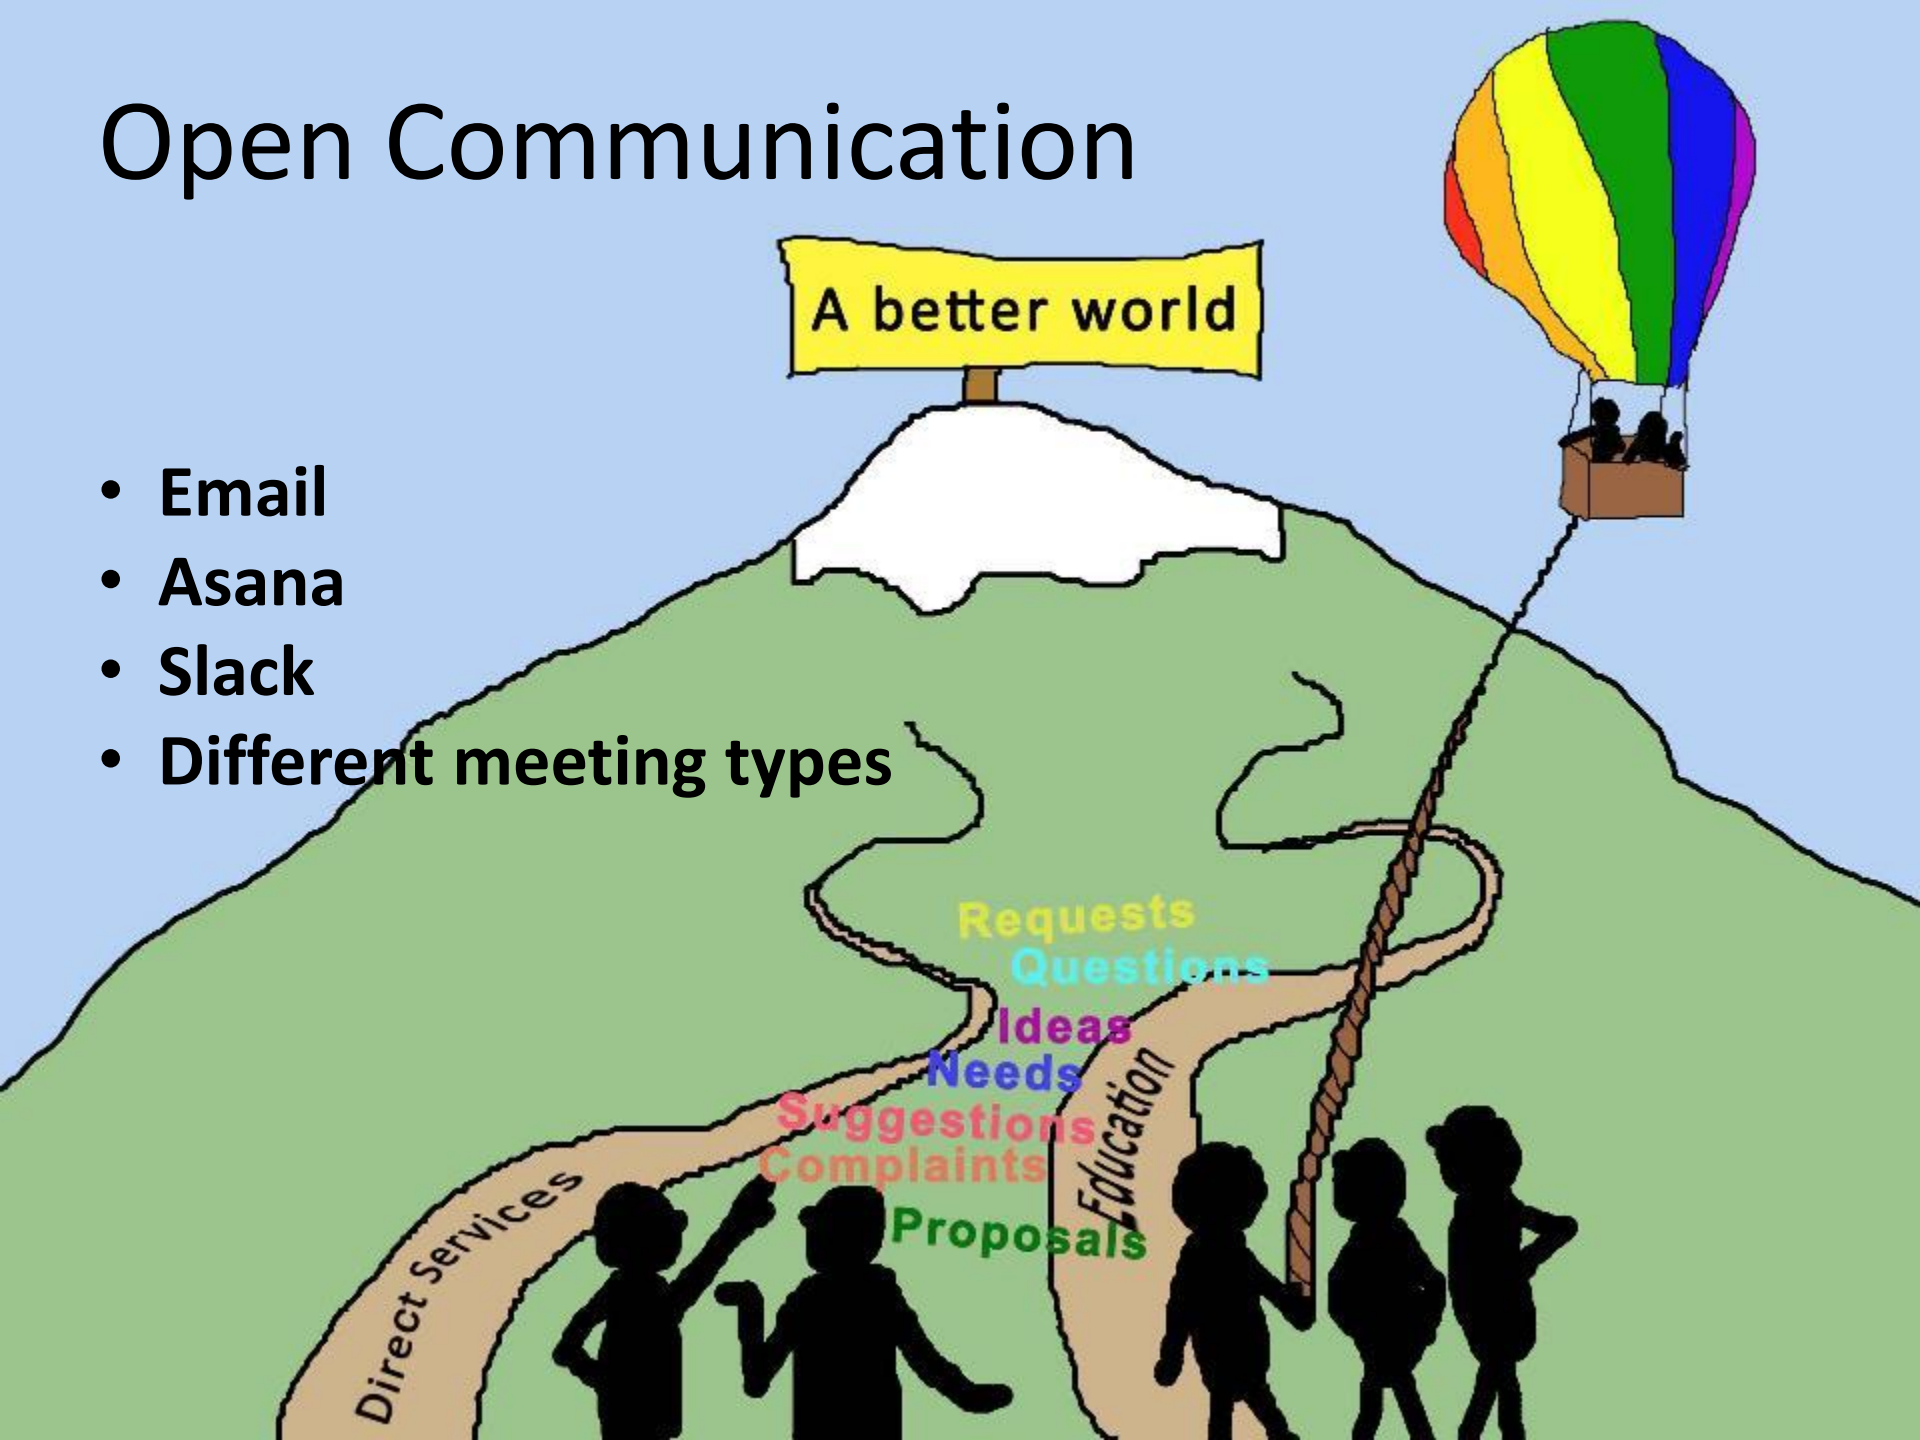 Open Communication
A better world
• Email
• Asana
• Slack
• Different meeting types
Requests
Questions
Ideas
Needs
Suggestions
Complaints
Proposals
Education
Direct Services